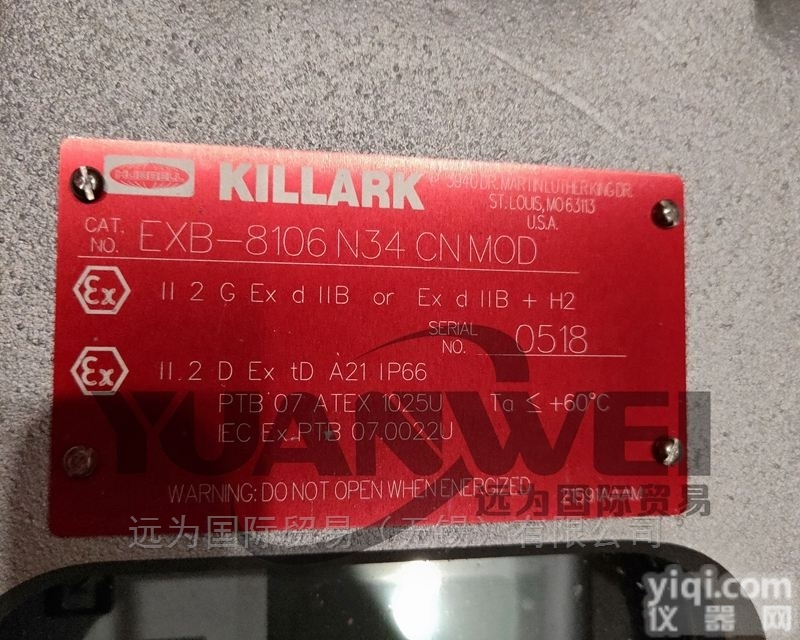 HUBBELL
KILLARK® 3940 DR. MARTIN LUTHER KING DR.
ST. LOUIS, MO 63113
U.S.A.
CAT. NO. EXB-8106 N34 CN MOD
Ex II 2 G Ex d IIB or Ex d IIB + H2
SERIAL NO. 0518
Ex II 2 D Ex tD A21 IP66
PTB 07 ATEX 1025U Ta ≤ +60°C
IEC Ex PTB 07.0022U
YUANWEI
远为国际贸易
WARNING: DO NOT OPEN WHEN ENERGIZED
远为国际贸易（无锡）有限公司
yiqi.com
仪器网